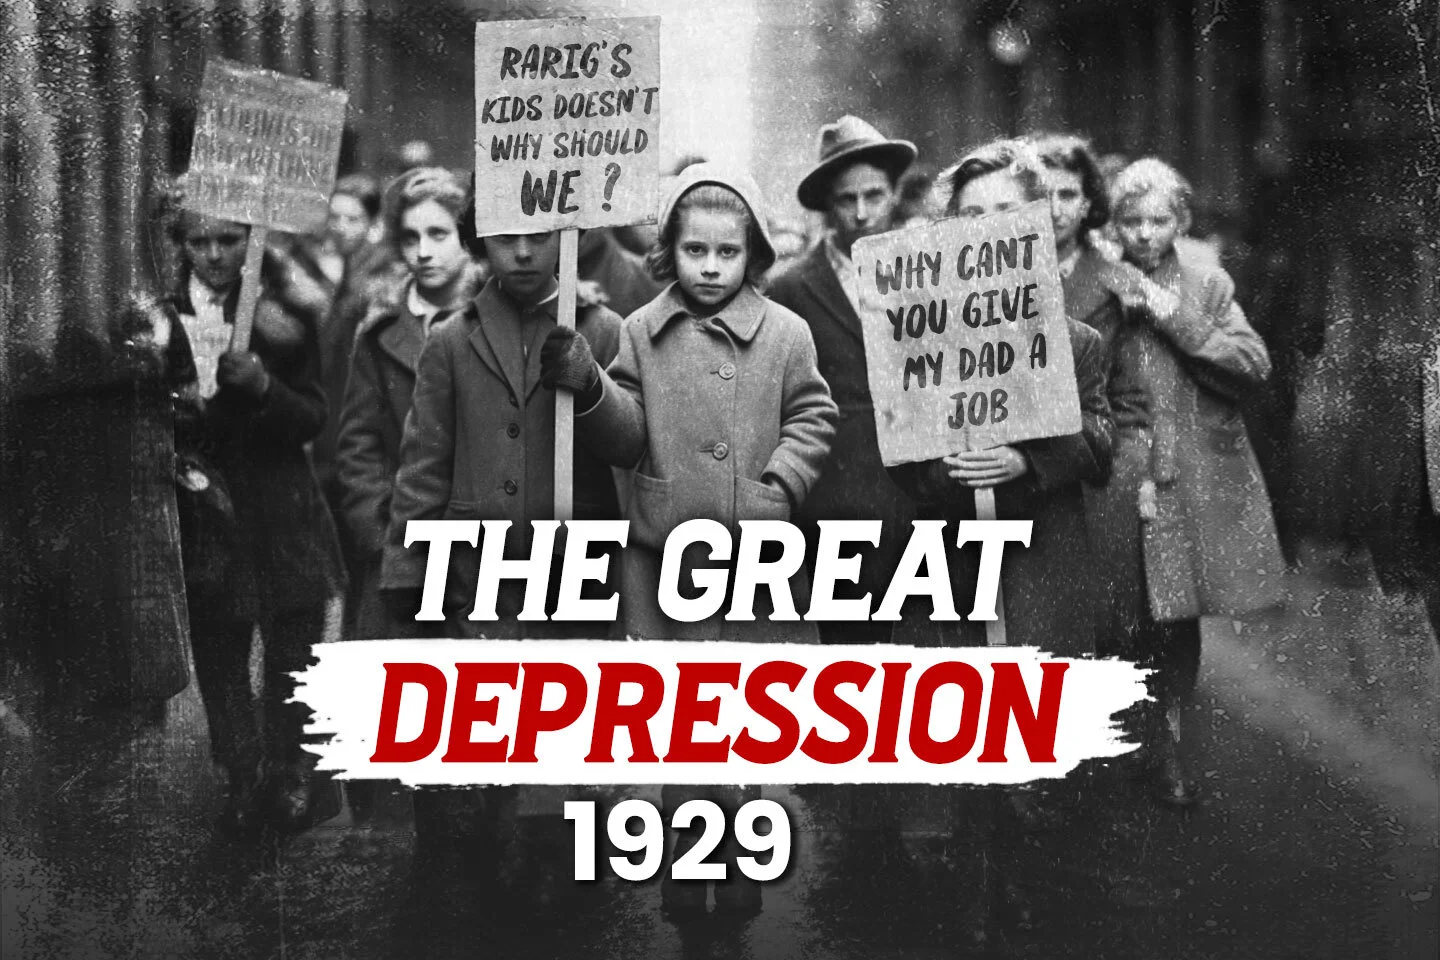 RARIG'S
KIDS DOESN'T
WHY SHOULD
WE ?
WHY CANT
YOU GIVE
MY DAD A
JOB
THE GREAT
DEPRESSION
1929